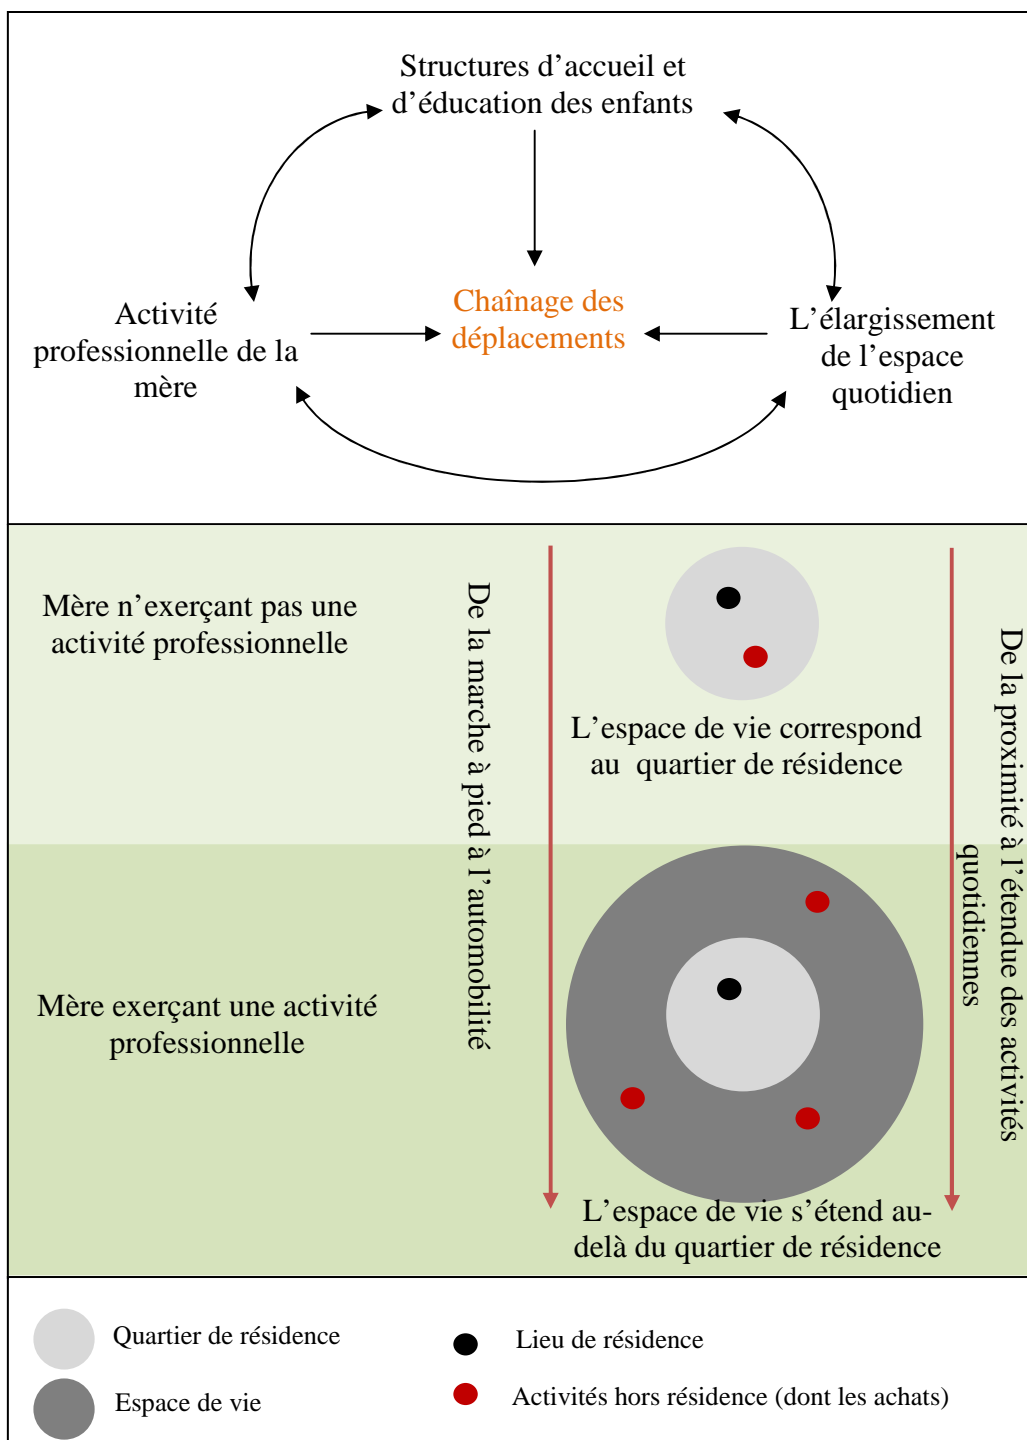 Structures d’accueil et
d’éducation des enfants
Chaînage des
déplacements
Activité
professionnelle de la
mère
L’élargissement
de l’espace
quotidien
Mère n’exerçant pas une
activité professionnelle
De la marche à pied à l’automobilité
L’espace de vie correspond
au quartier de résidence
De la proximité à l’étendue des activités
quotidiennes
Mère exerçant une activité
professionnelle
L’espace de vie s’étend au-
delà du quartier de résidence
Quartier de résidence
Lieu de résidence
Espace de vie
Activités hors résidence (dont les achats)